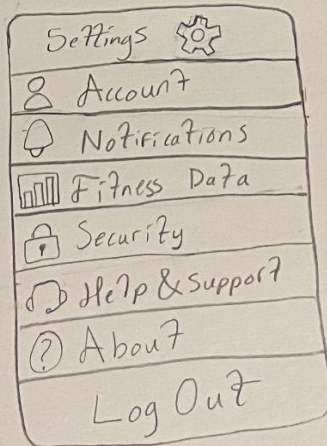 Settings
Account
Notifications
Fitness Data
Security
Help & Support
? About
Log Out